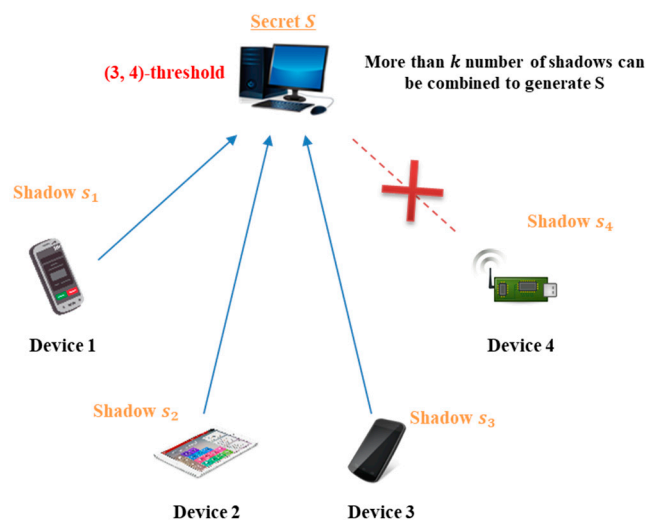 Secret S
(3, 4)-threshold
More than k number of shadows can
be combined to generate S
Shadow s₁
Shadow s₄
Device 1
Device 4
Shadow s₂
Shadow s₃
Device 2
Device 3